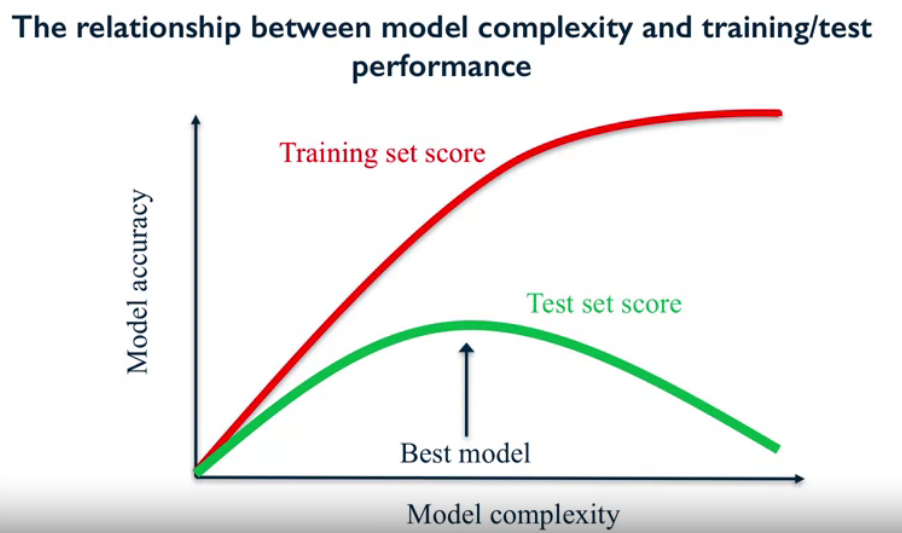 The relationship between model complexity and training/test
performance
Training set score
Model accuracy
Test set score
Best model
Model complexity